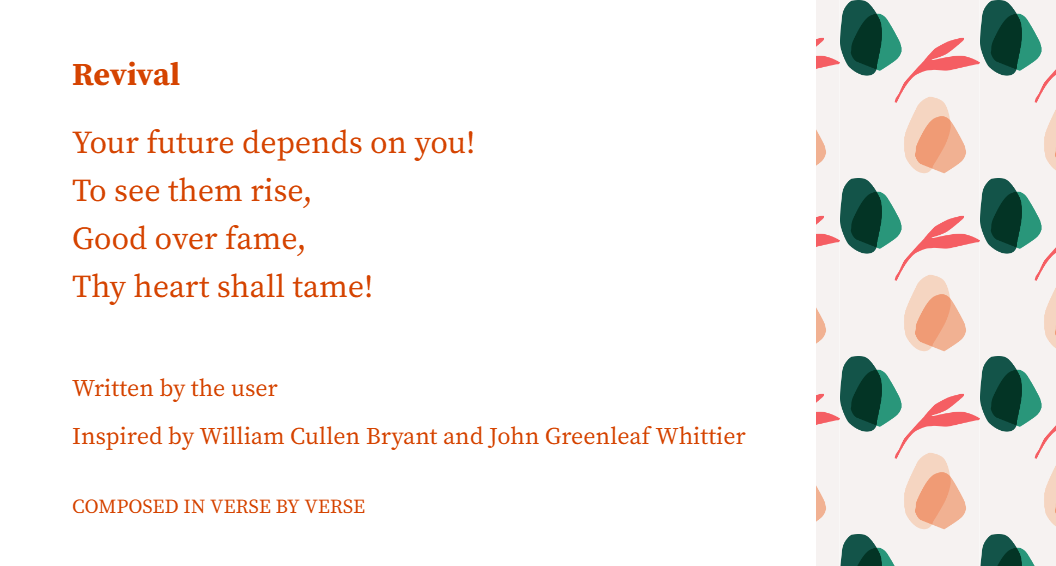 Revival
Your future depends on you!
To see them rise,
Good over fame,
Thy heart shall tame!
Written by the user
Inspired by William Cullen Bryant and John Greenleaf Whittier
COMPOSED IN VERSE BY VERSE